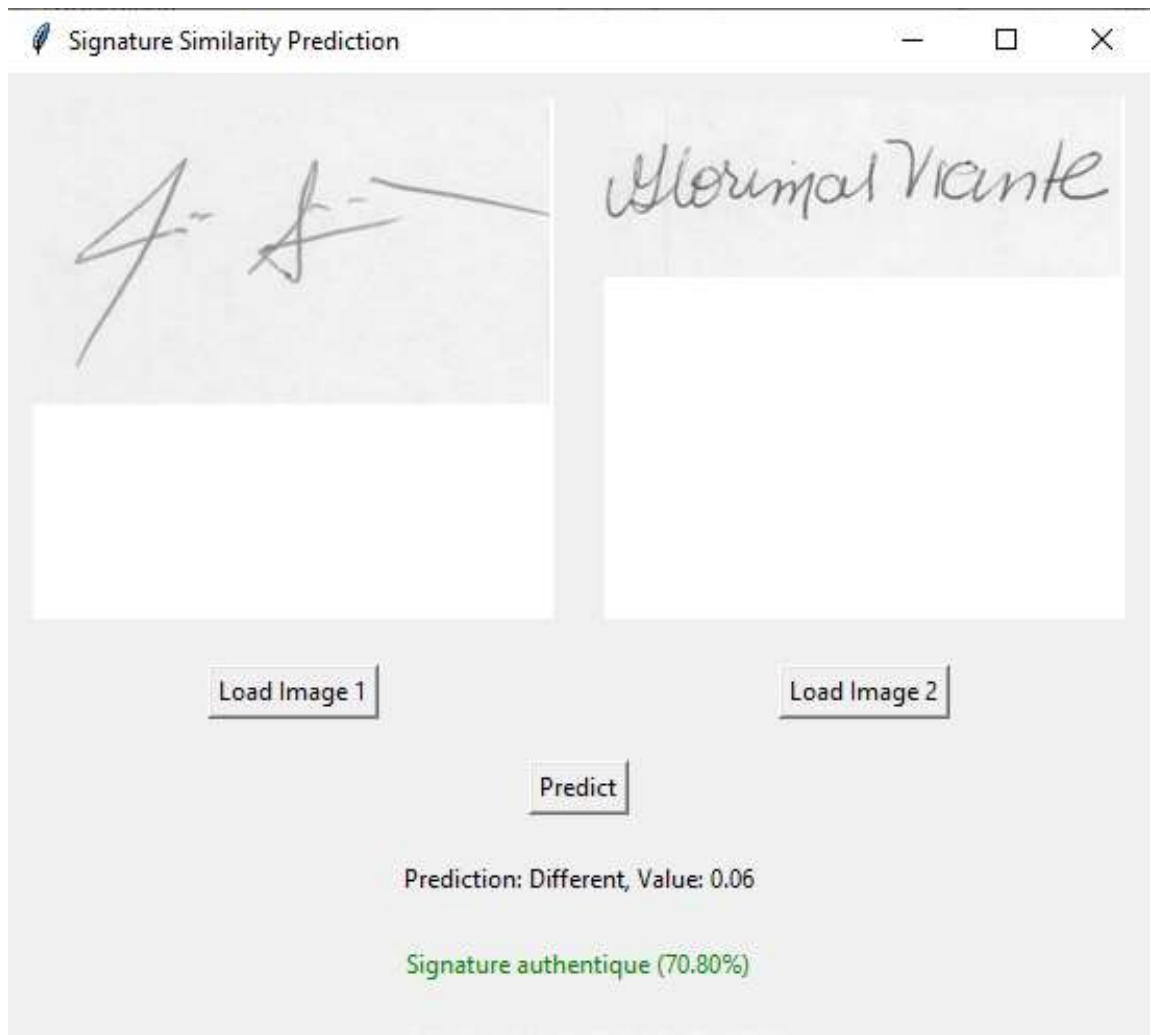 Signature Similarity Prediction
Load Image 1
Load Image 2
Predict
Prediction: Different, Value: 0.06
Signature authentique (70.80%)